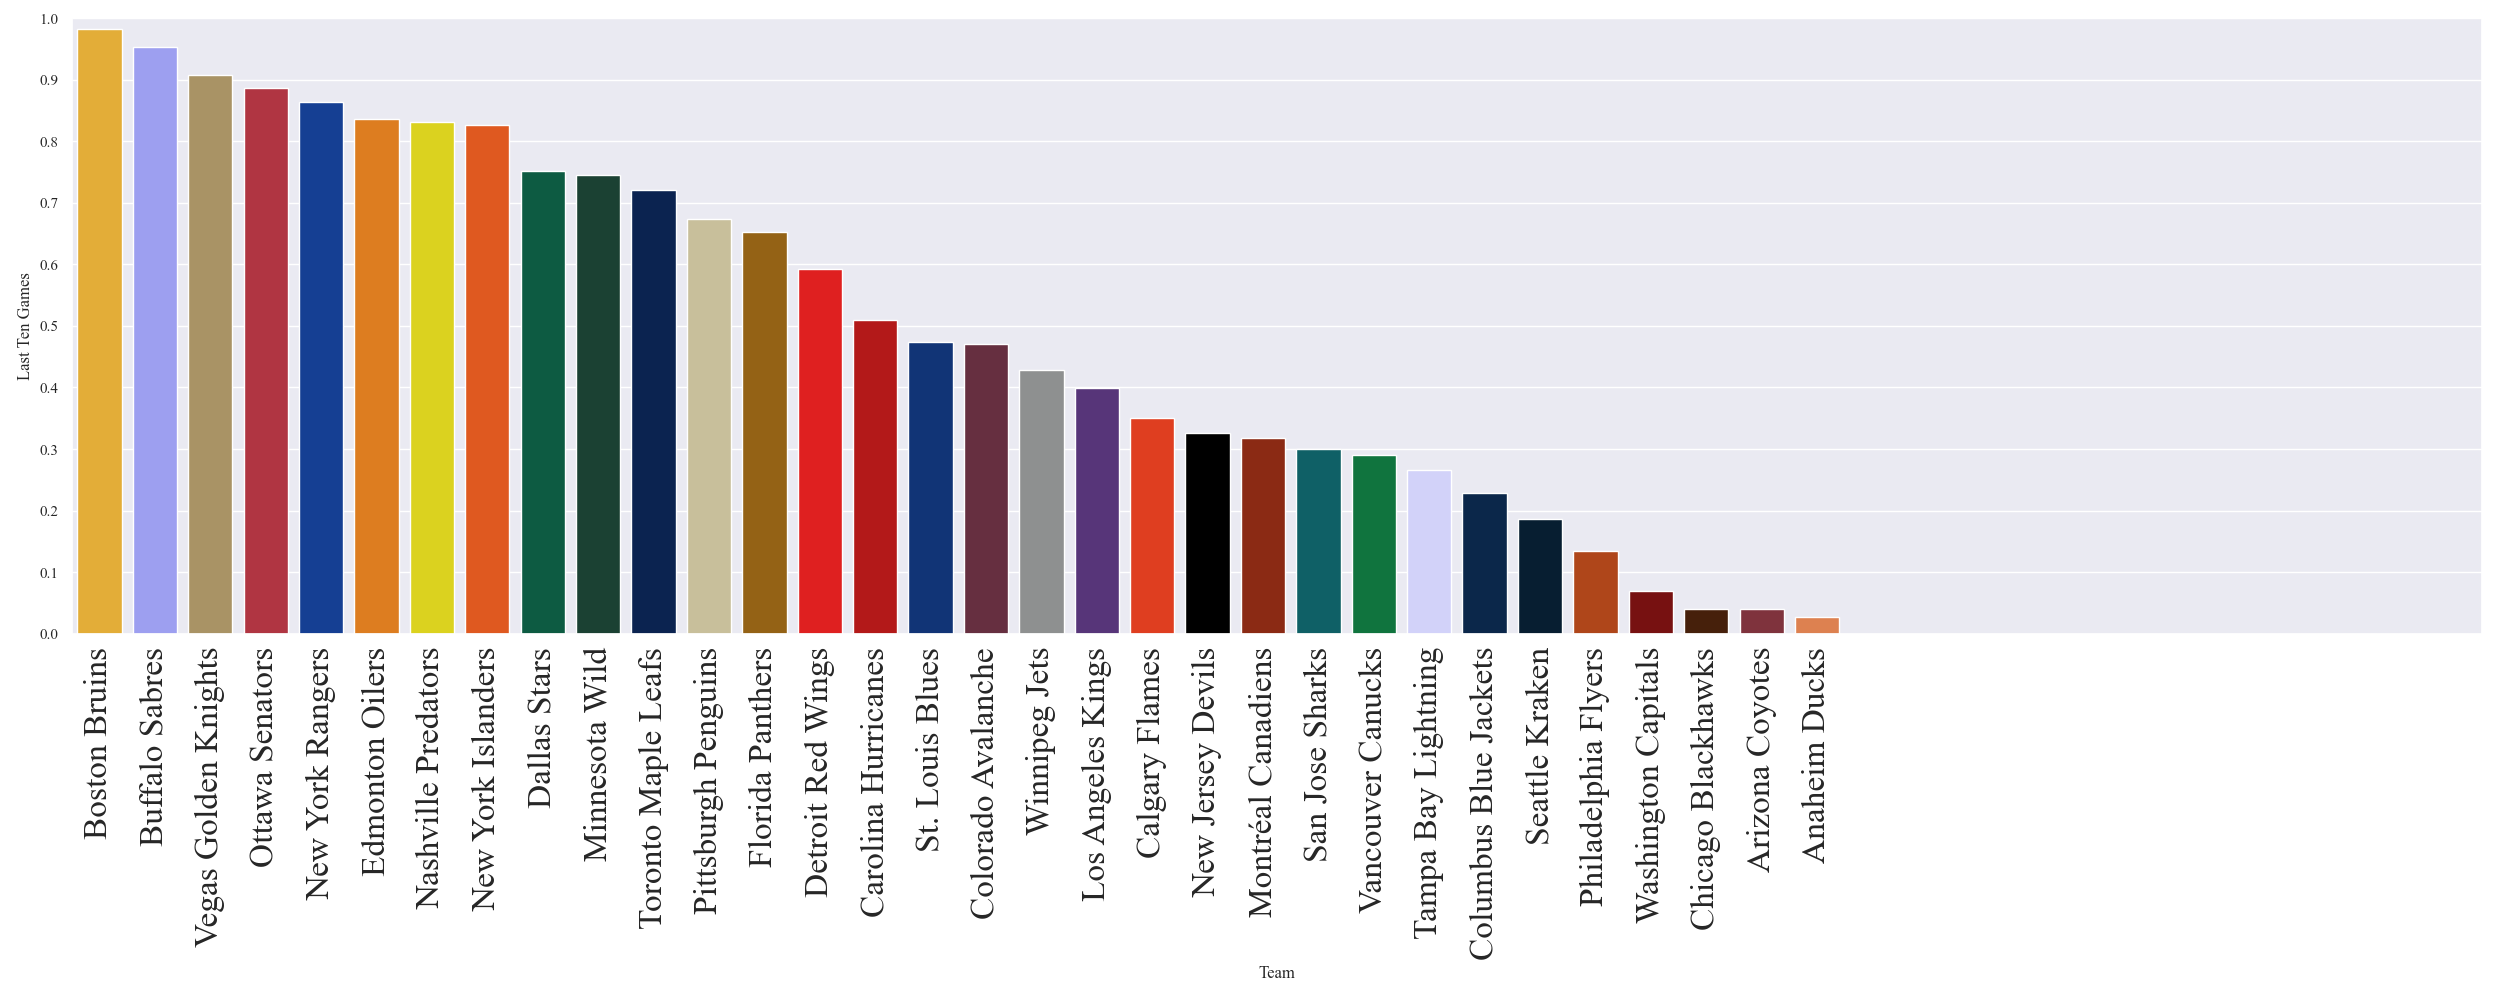 1.0
0.9
0.8
0.7
0.6
0.5
0.4
0.3
0.2
0.1
0.0
Last Ten Games
Boston Bruins
Buffalo Sabres
Vegas Golden Knights
Ottawa Senators
New York Rangers
Edmonton Oilers
Nashville Predators
New York Islanders
Dallas Stars
Minnesota Wild
Toronto Maple Leafs
Pittsburgh Penguins
Florida Panthers
Detroit Red Wings
Carolina Hurricanes
St. Louis Blues
Colorado Avalanche
Winnipeg Jets
Los Angeles Kings
Calgary Flames
New Jersey Devils
Montréal Canadiens
San Jose Sharks
Vancouver Canucks
Tampa Bay Lightning
Columbus Blue Jackets
Seattle Kraken
Philadelphia Flyers
Washington Capitals
Chicago Blackhawks
Arizona Coyotes
Anaheim Ducks
Team